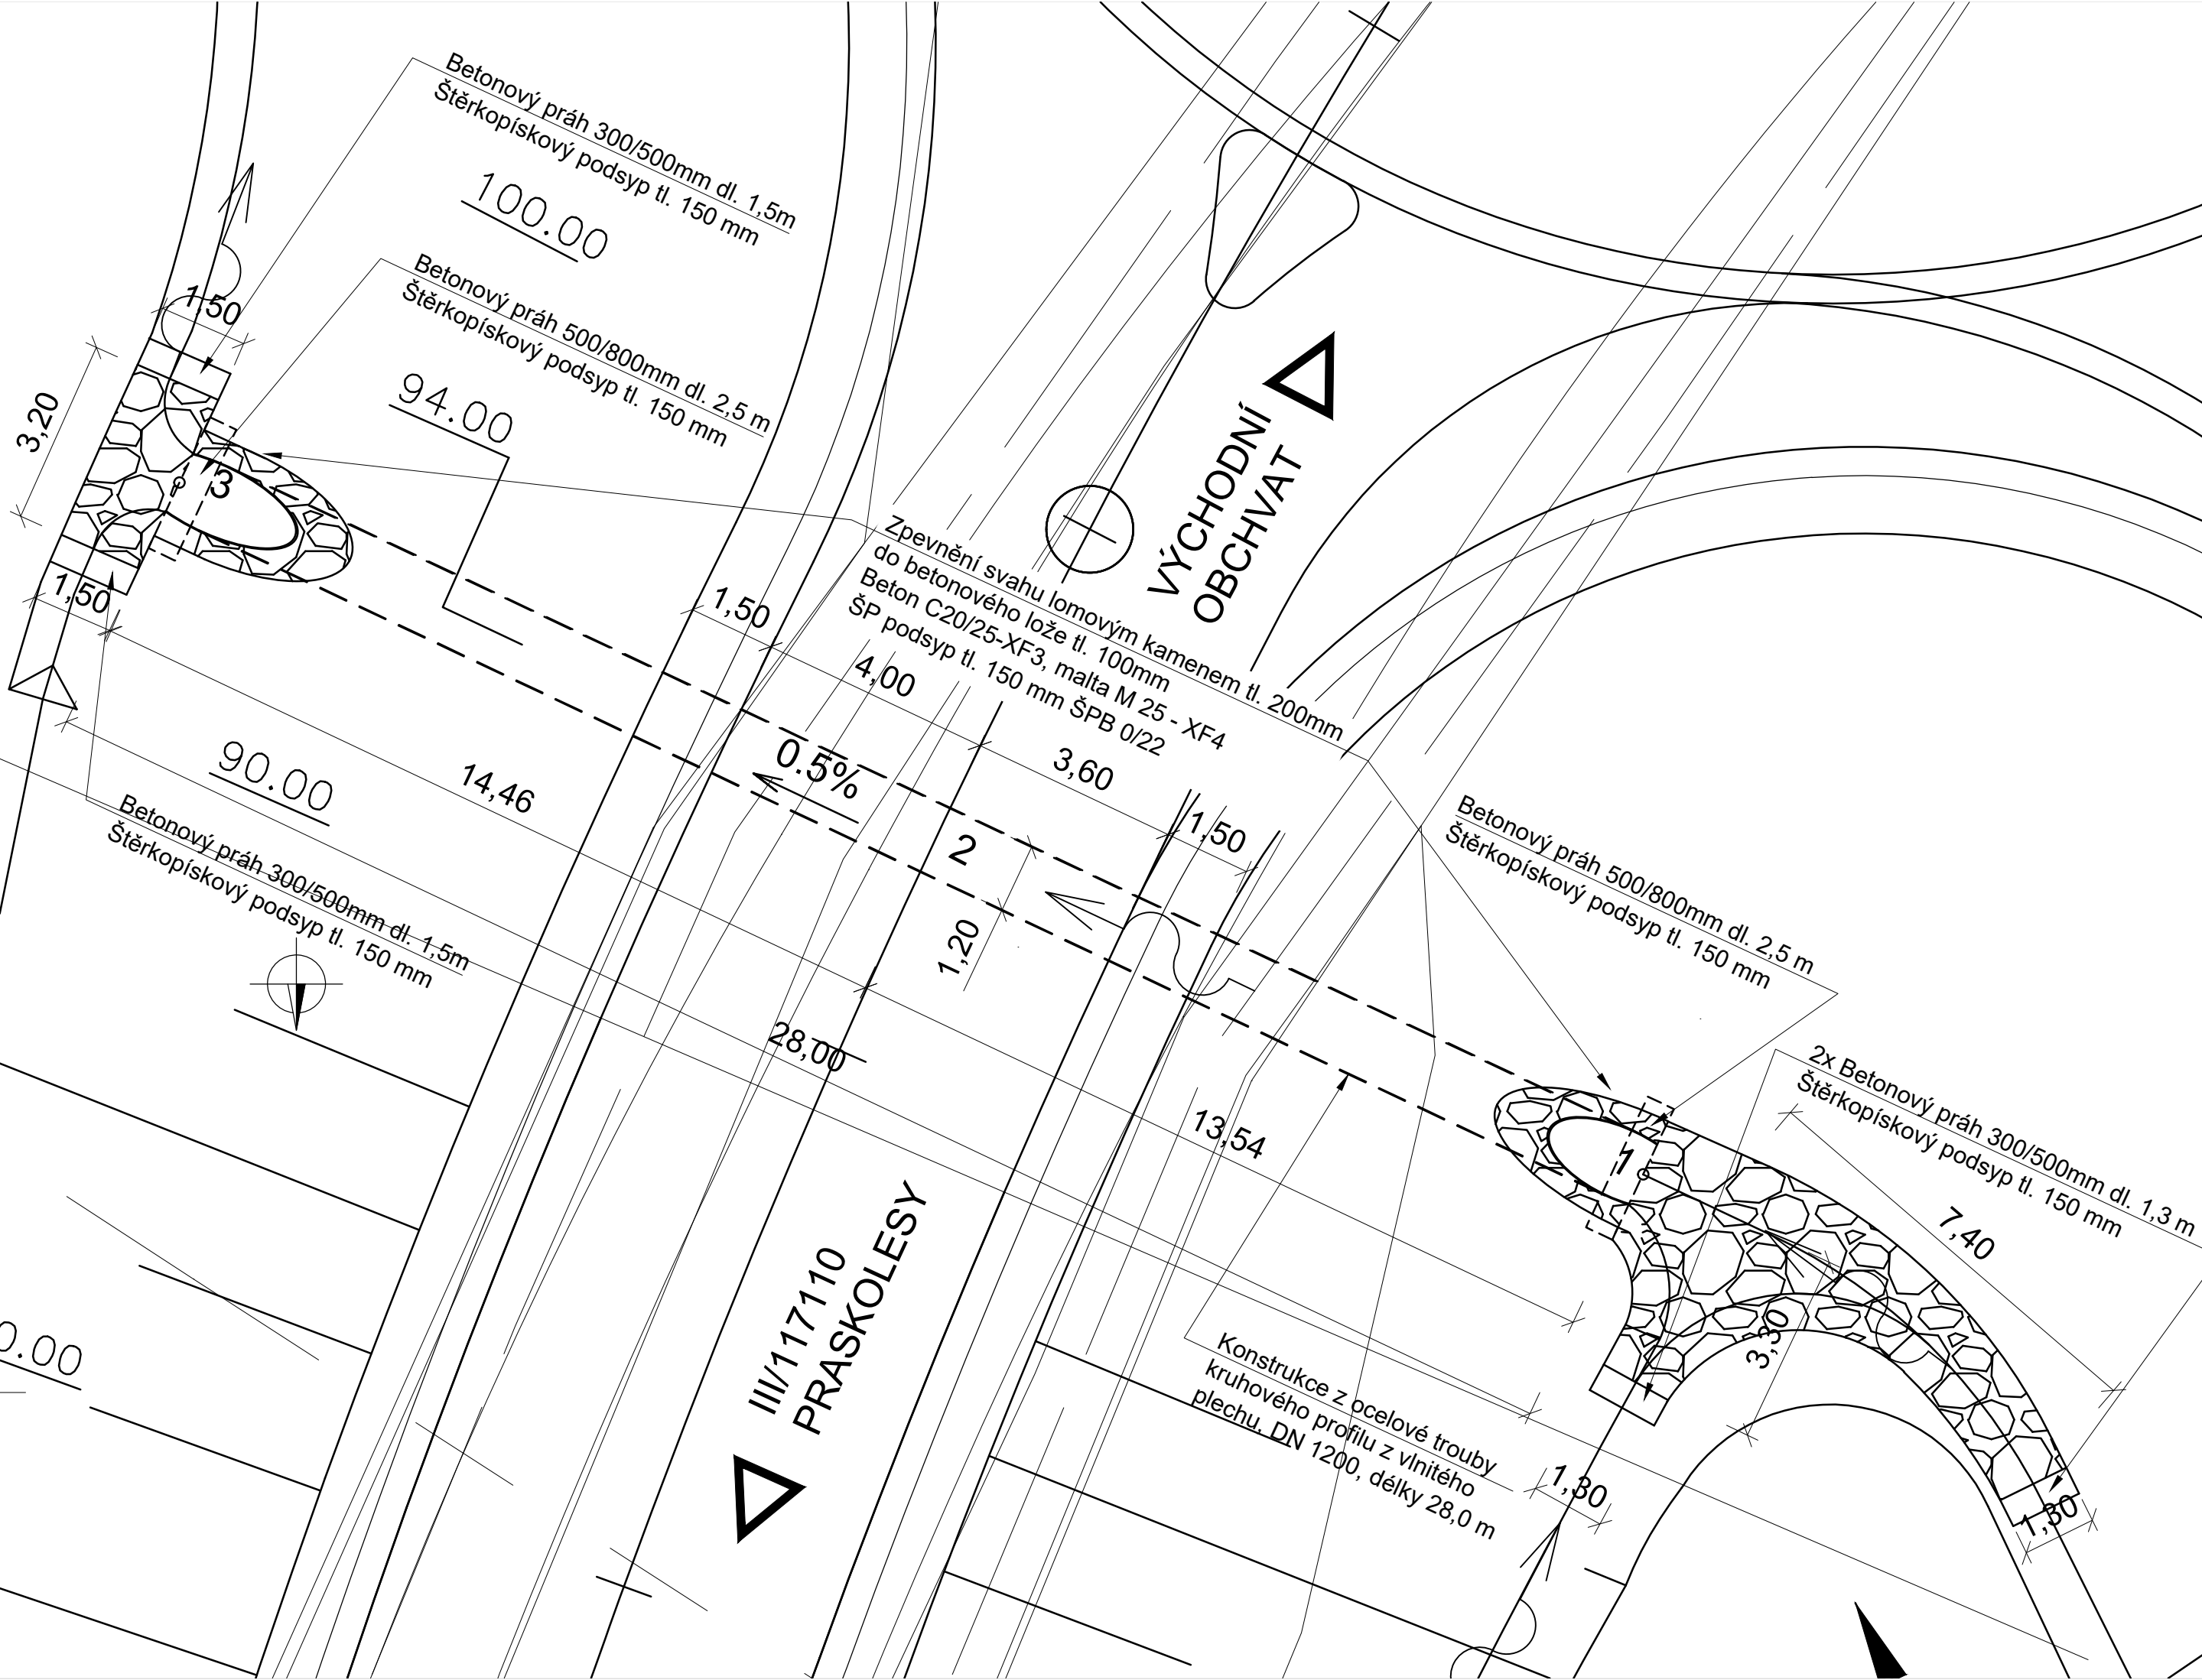 Betonový práh 300/500mm dl. 1,5m
Štěrkopískový podsyp tl. 150 mm
100.00
Betonový práh 500/800mm dl. 2,5 m
Štěrkopískový podsyp tl. 150 mm
94.00
1,50
3,20
3
1,50
VÝCHODNÍ
OBCHVAT
Zpevnění svahu lomovým kamenem tl. 200mm
do betonového lože tl. 100mm
Beton C20/25-XF3, malta M 25 - XF4
ŠP podsyp tl. 150 mm ŠPB 0/22
1,50
4,00
3,60
1,50
0.5%
2
1,20
90.00
14,46
Betonový práh 300/500mm dl. 1,5m
Štěrkopískový podsyp tl. 150 mm
28,00
13,54
Betonový práh 500/800mm dl. 2,5 m
Štěrkopískový podsyp tl. 150 mm
2x Betonový práh 300/500mm dl. 1,3 m
Štěrkopískový podsyp tl. 150 mm
1
7,40
3,30
III/117110
PRASKOLESY
0.00
Konstrukce z ocelové trouby
kruhového profilu z vlnitého
plechu, DN 1200, délky 28,0 m
1,30
1,30